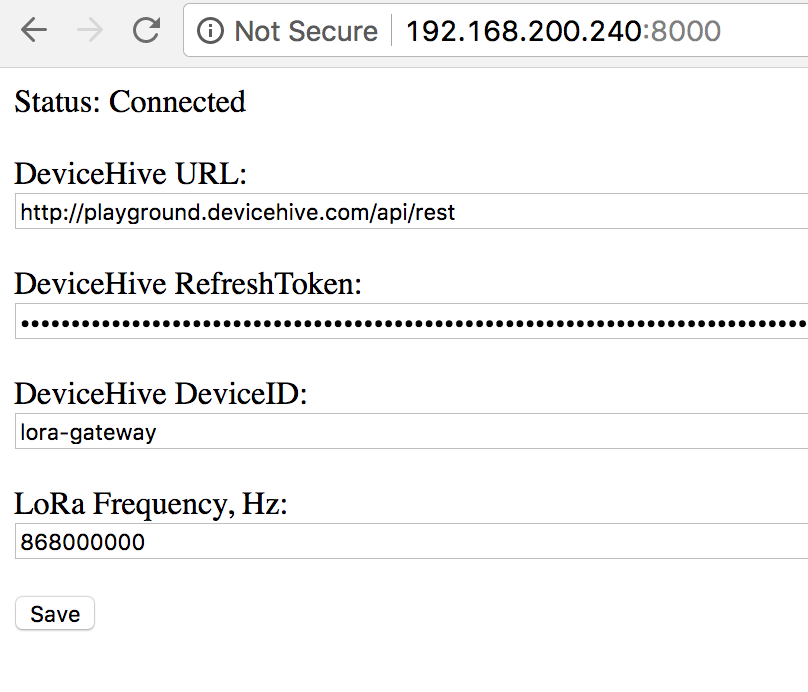 Not Secure 192.168.200.240:8000
Status: Connected
DeviceHive URL:
http://playground.devicehive.com/api/rest
DeviceHive RefreshToken:
DeviceHive DeviceID:
lora-gateway
LoRa Frequency, Hz:
868000000
Save